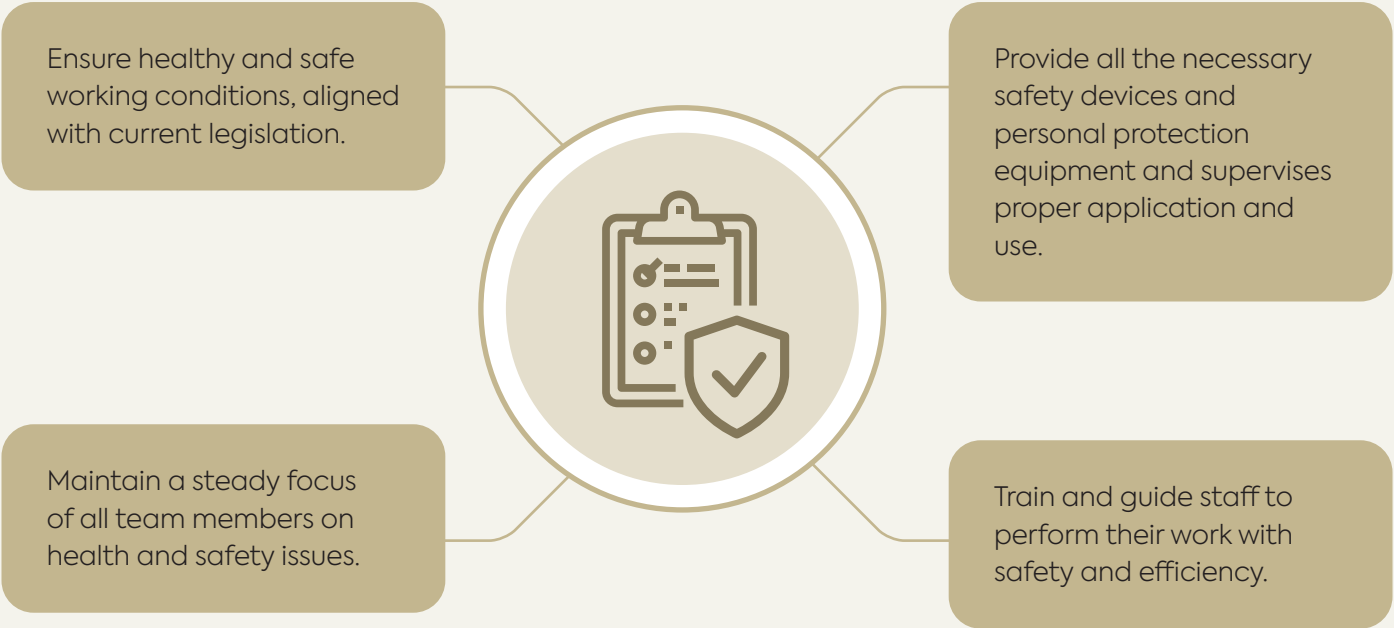 Ensure healthy and safe
working conditions, aligned
with current legislation.
Provide all the necessary
safety devices and
personal protection
equipment and supervises
proper application and
use.
Maintain a steady focus
of all team members on
health and safety issues.
Train and guide staff to
perform their work with
safety and efficiency.